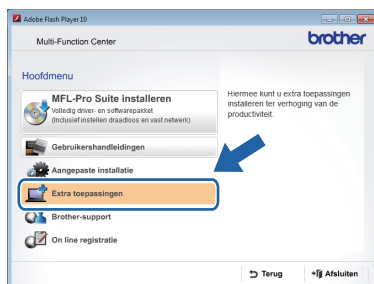 Adobe Flash Player 10
Multi-Function Center
brother
Hoofdmenu
MFL-Pro Suite installeren
Volledig driver- en softwarepakket
(Inclusief instellen draadloos en vast netwerk)
Gebruikershandleidingen
Aangepaste installatie
Extra toepassingen
Brother-support
On line registratie
Hiermee kunt u extra toepassingen
installeren ter verhoging van de
productiviteit.
Terug
Afsluiten